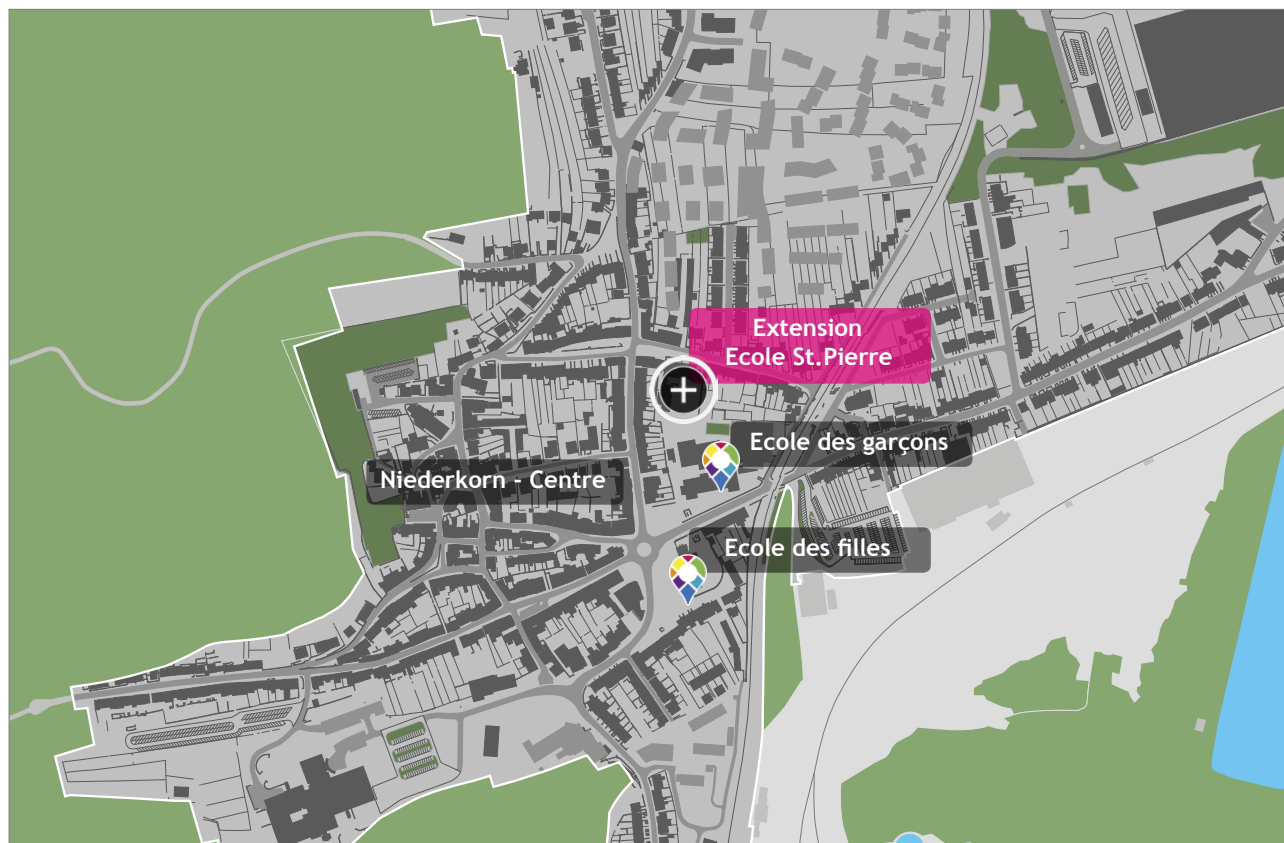 Extension
Ecole St.Pierre
Ecole des garçons
Niederkorn - Centre
Ecole des filles